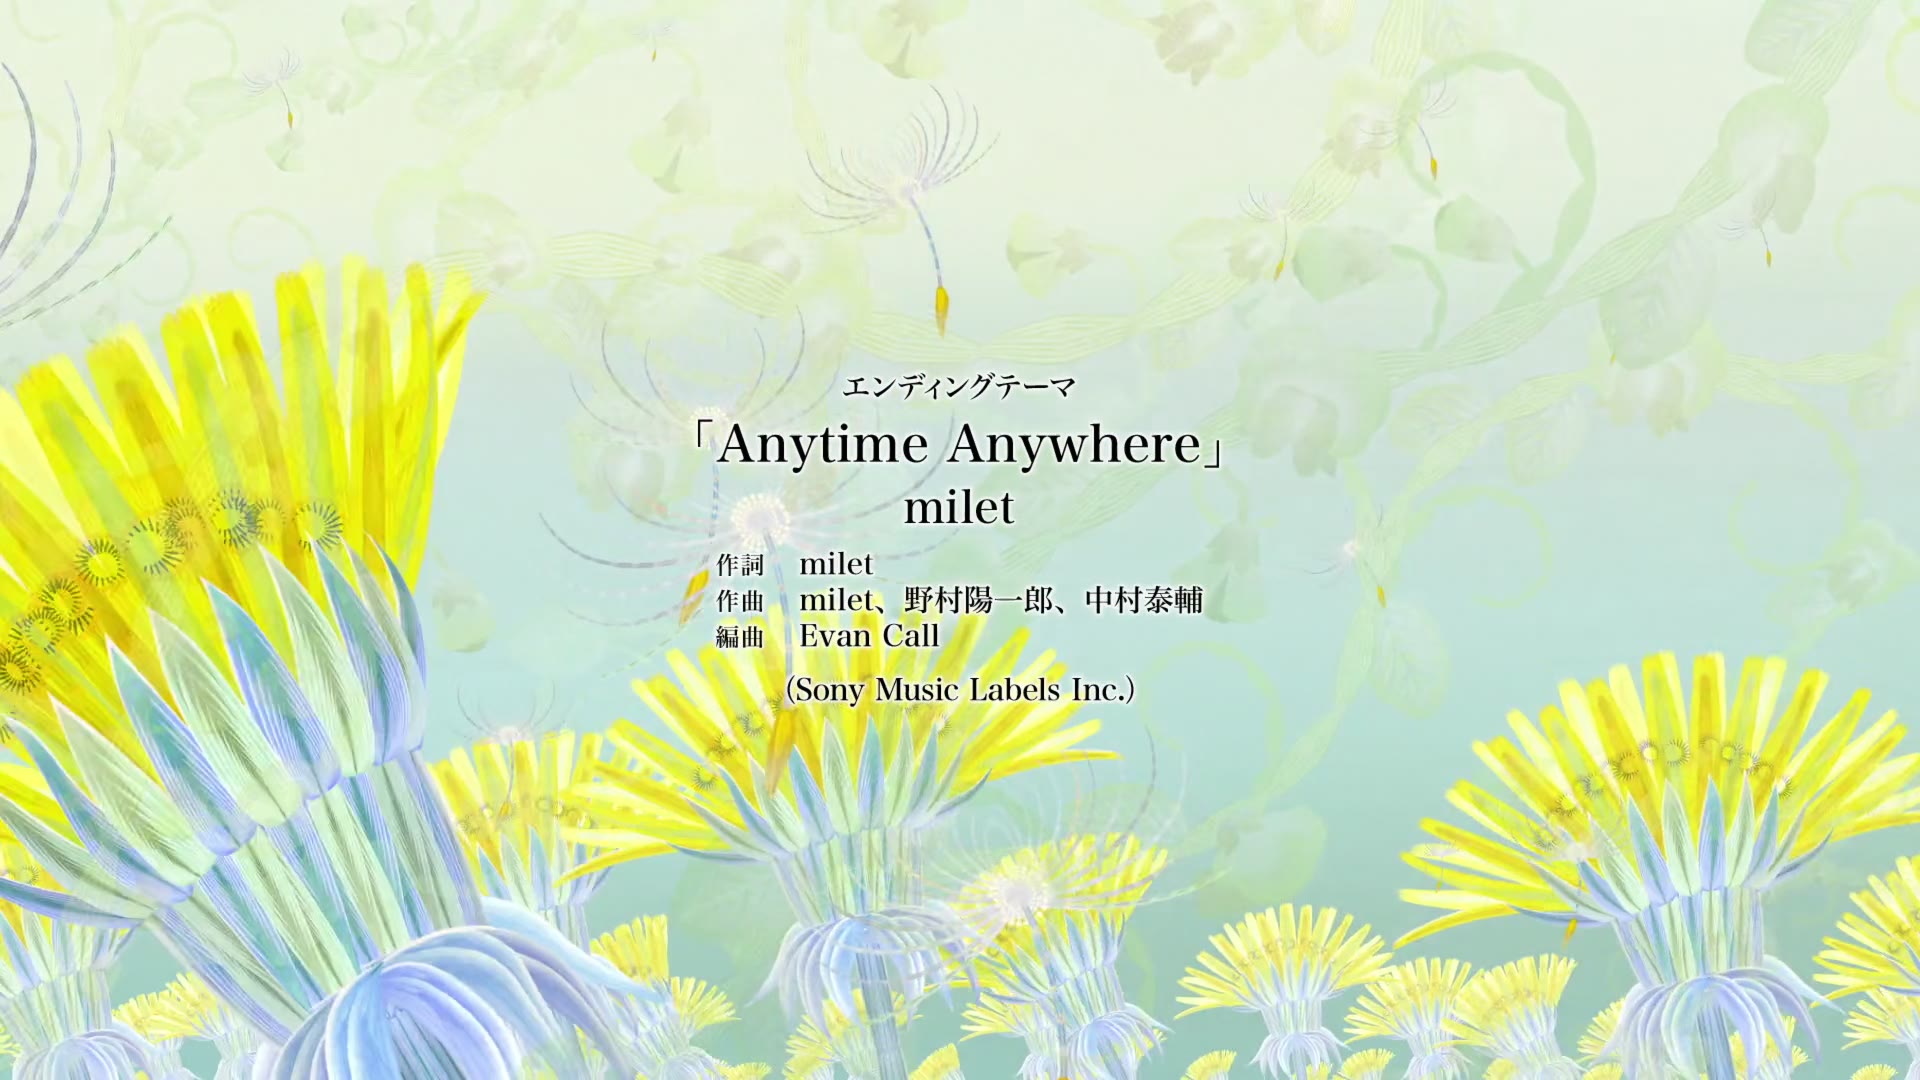 エンディングテーマ
「Anytime Anywhere」
milet
作詞 milet
作曲 milet、野村陽一郎、中村泰輔
編曲 Evan Call
(Sony Music Labels Inc.)